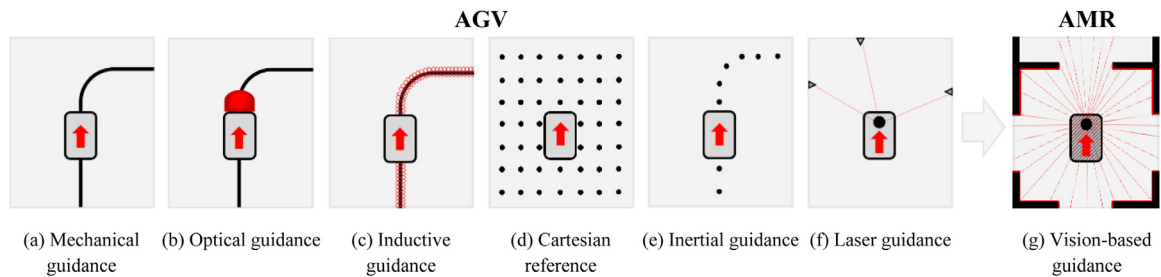 AGV
AMR
(a) Mechanical
guidance
(b) Optical guidance
(c) Inductive
guidance
(d) Cartesian
reference
(e) Inertial guidance
(f) Laser guidance
(g) Vision-based
guidance